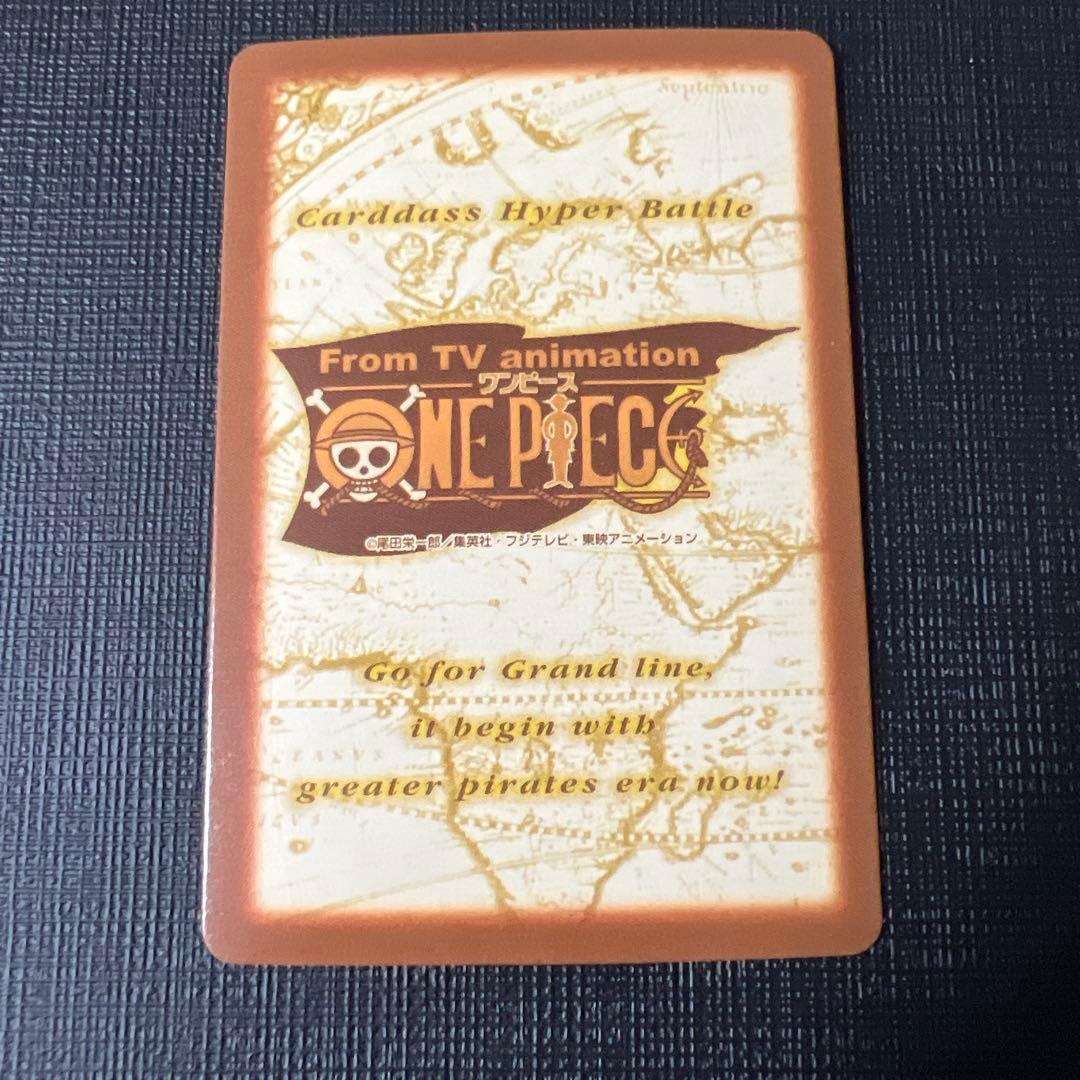 Septentrio
Carddass Hyper Battle
From TV animation
ワンピース
ONE PIECE
©尾田栄一郎／集英社・フジテレビ・東映アニメーション
Go for Grand line,
it begin with
greater pirates era now!